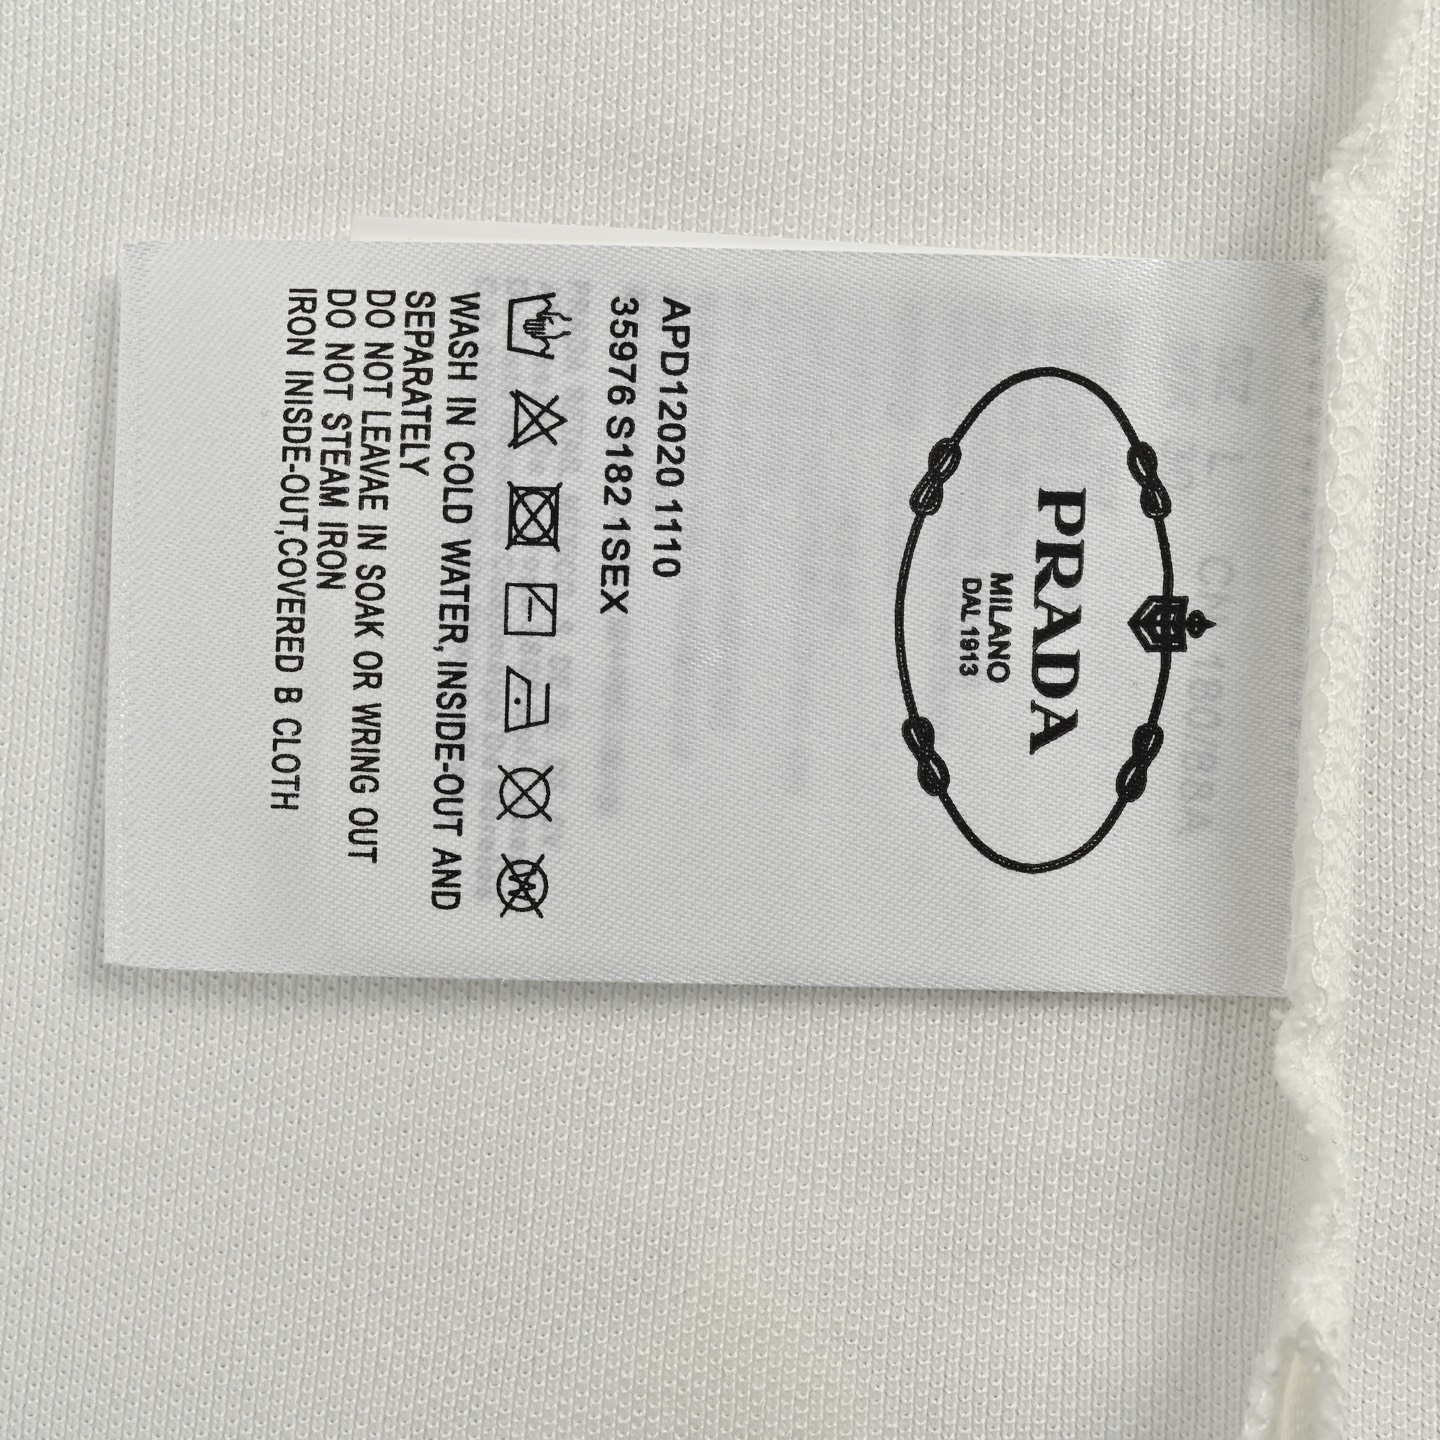 PRADA
MILANO
DAL 1913
APD12020 1110
35976 S182 1SEX
WASH IN COLD WATER, INSIDE-OUT AND
SEPARATELY
DO NOT LEAVAE IN SOAK OR WRING OUT
DO NOT STEAM IRON
IRON INISDE-OUT,COVERED B CLOTH